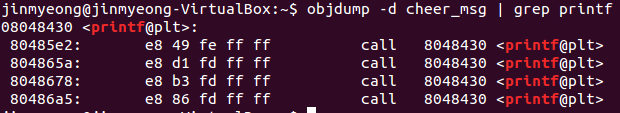 jinmyeong@jinmyeong-VirtualBox:~$ objdump -d cheer_msg | grep printf
08048430 <printf@plt>:
 80485e2:	e8 49 fe ff ff	call   8048430 <printf@plt>
 804865a:	e8 d1 fd ff ff	call   8048430 <printf@plt>
 8048678:	e8 b3 fd ff ff	call   8048430 <printf@plt>
 80486a5:	e8 86 fd ff ff	call   8048430 <printf@plt>